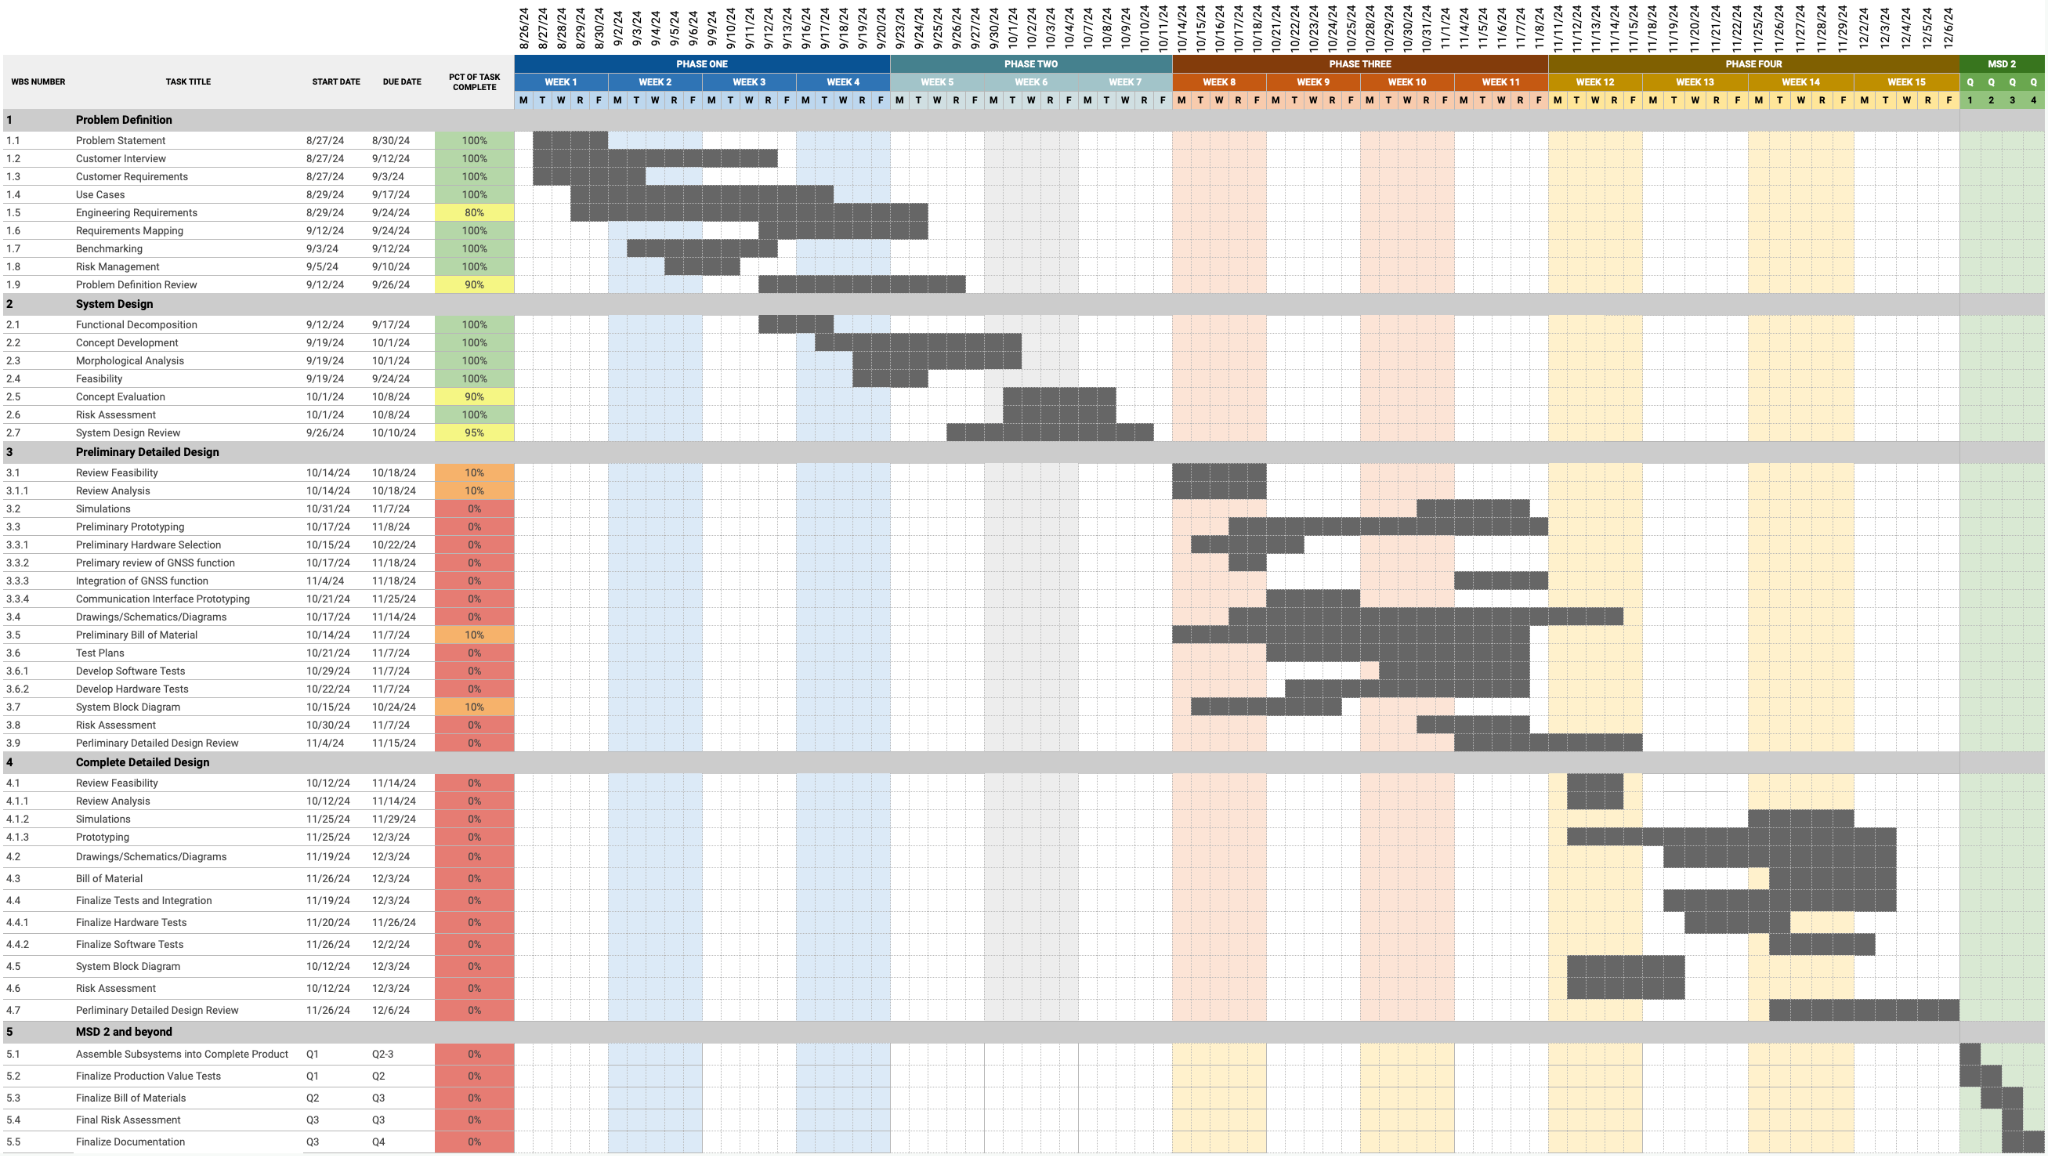 8/26/24 8/27/24 8/28/24 8/29/24 8/30/24 9/2/24 9/3/24 9/4/24 9/5/24 9/6/24 9/9/24 9/10/24 9/11/24 9/12/24 9/13/24 9/16/24 9/17/24 9/18/24 9/19/24 9/20/24 9/23/24 9/24/24 9/25/24 9/26/24 9/27/24 9/30/24 10/1/24 10/2/24 10/3/24 10/4/24 10/7/24 10/8/24 10/9/24 10/10/24 10/11/24 10/14/24 10/15/24 10/16/24 10/17/24 10/18/24 10/21/24 10/22/24 10/23/24 10/24/24 10/25/24 10/28/24 10/29/24 10/30/24 10/31/24 11/1/24 11/4/24 11/5/24 11/6/24 11/7/24 11/8/24 11/11/24 11/12/24 11/13/24 11/14/24 11/15/24 11/18/24 11/19/24 11/20/24 11/21/24 11/22/24 11/25/24 11/26/24 11/27/24 11/28/24 11/29/24 12/2/24 12/3/24 12/4/24 12/5/24 12/6/24
WBS NUMBER TASK TITLE START DATE DUE DATE PCT OF TASK COMPLETE
PHASE ONE PHASE TWO PHASE THREE PHASE FOUR MSD 2
WEEK 1 WEEK 2 WEEK 3 WEEK 4 WEEK 5 WEEK 6 WEEK 7 WEEK 8 WEEK 9 WEEK 10 WEEK 11 WEEK 12 WEEK 13 WEEK 14 WEEK 15 Q Q Q Q
M T W R F M T W R F M T W R F M T W R F M T W R F M T W R F M T W R F M T W R F M T W R F M T W R F M T W R F M T W R F M T W R F M T W R F M T W R F 1 2 3 4
1 Problem Definition
1.1 Problem Statement 8/27/24 8/30/24 100%
1.2 Customer Interview 8/27/24 9/12/24 100%
1.3 Customer Requirements 8/27/24 9/3/24 100%
1.4 Use Cases 8/29/24 9/17/24 100%
1.5 Engineering Requirements 8/29/24 9/24/24 80%
1.6 Requirements Mapping 9/12/24 9/24/24 100%
1.7 Benchmarking 9/3/24 9/12/24 100%
1.8 Risk Management 9/5/24 9/10/24 100%
1.9 Problem Definition Review 9/12/24 9/26/24 90%
2 System Design
2.1 Functional Decomposition 9/12/24 9/17/24 100%
2.2 Concept Development 9/19/24 10/1/24 100%
2.3 Morphological Analysis 9/19/24 10/1/24 100%
2.4 Feasibility 9/19/24 9/24/24 100%
2.5 Concept Evaluation 10/1/24 10/8/24 90%
2.6 Risk Assessment 10/1/24 10/8/24 100%
2.7 System Design Review 9/26/24 10/10/24 95%
3 Preliminary Detailed Design
3.1 Review Feasibility 10/14/24 10/18/24 10%
3.1.1 Review Analysis 10/14/24 10/18/24 10%
3.2 Simulations 10/31/24 11/7/24 0%
3.3 Preliminary Prototyping 10/17/24 11/8/24 0%
3.3.1 Preliminary Hardware Selection 10/15/24 10/22/24 0%
3.3.2 Prelimary review of GNSS function 10/17/24 11/18/24 0%
3.3.3 Integration of GNSS function 11/4/24 11/18/24 0%
3.3.4 Communication Interface Prototyping 10/21/24 11/25/24 0%
3.4 Drawings/Schematics/Diagrams 10/17/24 11/14/24 0%
3.5 Preliminary Bill of Material 10/14/24 11/7/24 10%
3.6 Test Plans 10/21/24 11/7/24 0%
3.6.1 Develop Software Tests 10/29/24 11/7/24 0%
3.6.2 Develop Hardware Tests 10/22/24 11/7/24 0%
3.7 System Block Diagram 10/15/24 10/24/24 10%
3.8 Risk Assessment 10/30/24 11/7/24 0%
3.9 Perliminary Detailed Design Review 11/4/24 11/15/24 0%
4 Complete Detailed Design
4.1 Review Feasibility 10/12/24 11/14/24 0%
4.1.1 Review Analysis 10/12/24 11/14/24 0%
4.1.2 Simulations 11/25/24 11/29/24 0%
4.1.3 Prototyping 11/25/24 12/3/24 0%
4.2 Drawings/Schematics/Diagrams 11/19/24 12/3/24 0%
4.3 Bill of Material 11/26/24 12/3/24 0%
4.4 Finalize Tests and Integration 11/19/24 12/3/24 0%
4.4.1 Finalize Hardware Tests 11/20/24 11/26/24 0%
4.4.2 Finalize Software Tests 11/26/24 12/2/24 0%
4.5 System Block Diagram 10/12/24 12/3/24 0%
4.6 Risk Assessment 10/12/24 12/3/24 0%
4.7 Perliminary Detailed Design Review 11/26/24 12/6/24 0%
5 MSD 2 and beyond
5.1 Assemble Subsystems into Complete Product Q1 Q2-3 0%
5.2 Finalize Production Value Tests Q1 Q2 0%
5.3 Finalize Bill of Materials Q2 Q3 0%
5.4 Final Risk Assessment Q3 Q3 0%
5.5 Finalize Documentation Q3 Q4 0%